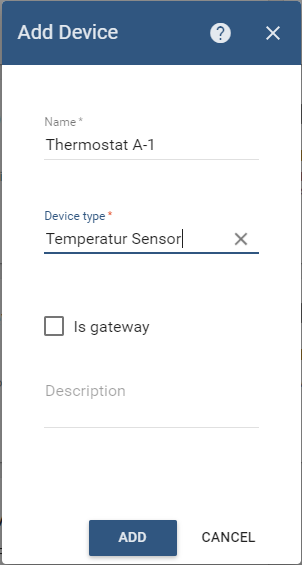 Add Device ?
Name *
Thermostat A-1
Device type *
Temperatur Sensor
Is gateway
Description
ADD CANCEL